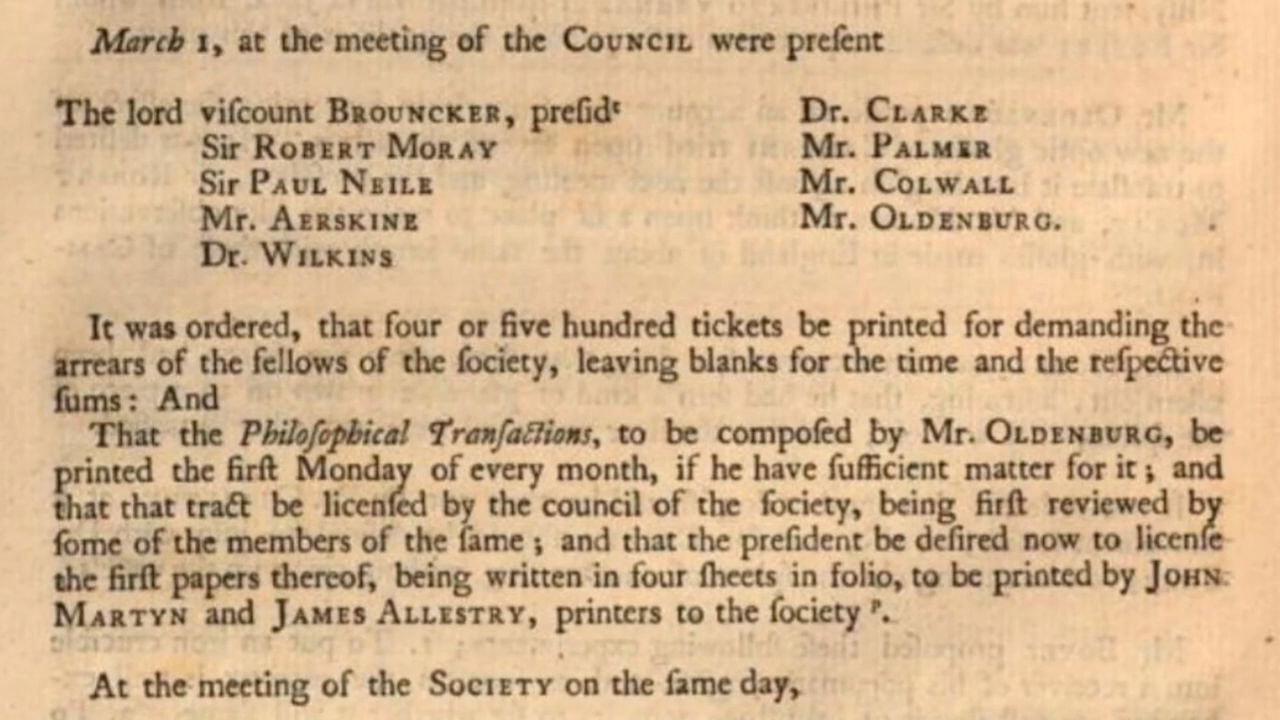 March 1, at the meeting of the COUNCIL were preſent
The lord viſcount BROUNCKER, preſidᵗ
Sir ROBERT MORAY
Sir PAUL NEILE
Mr. AERSKINE
Dr. WILKINS
Dr. CLARKE
Mr. PALMER
Mr. COLWALL
Mr. OLDENBURG.
It was ordered, that four or five hundred tickets be printed for demanding the
arrears of the fellows of the ſociety, leaving blanks for the time and the reſpective
ſums: And
That the Philoſophical Tranſactions, to be compoſed by Mr. OLDENBURG, be
printed the firſt Monday of every month, if he have ſufficient matter for it; and
that that tract be licenſed by the council of the ſociety, being firſt reviewed by
ſome of the members of the ſame; and that the preſident be deſired now to licenſe
the firſt papers thereof, being written in four ſheets in folio, to be printed by JOHN
MARTYN and JAMES ALLESTRY, printers to the ſociety ᵖ.
At the meeting of the SOCIETY on the ſame day,